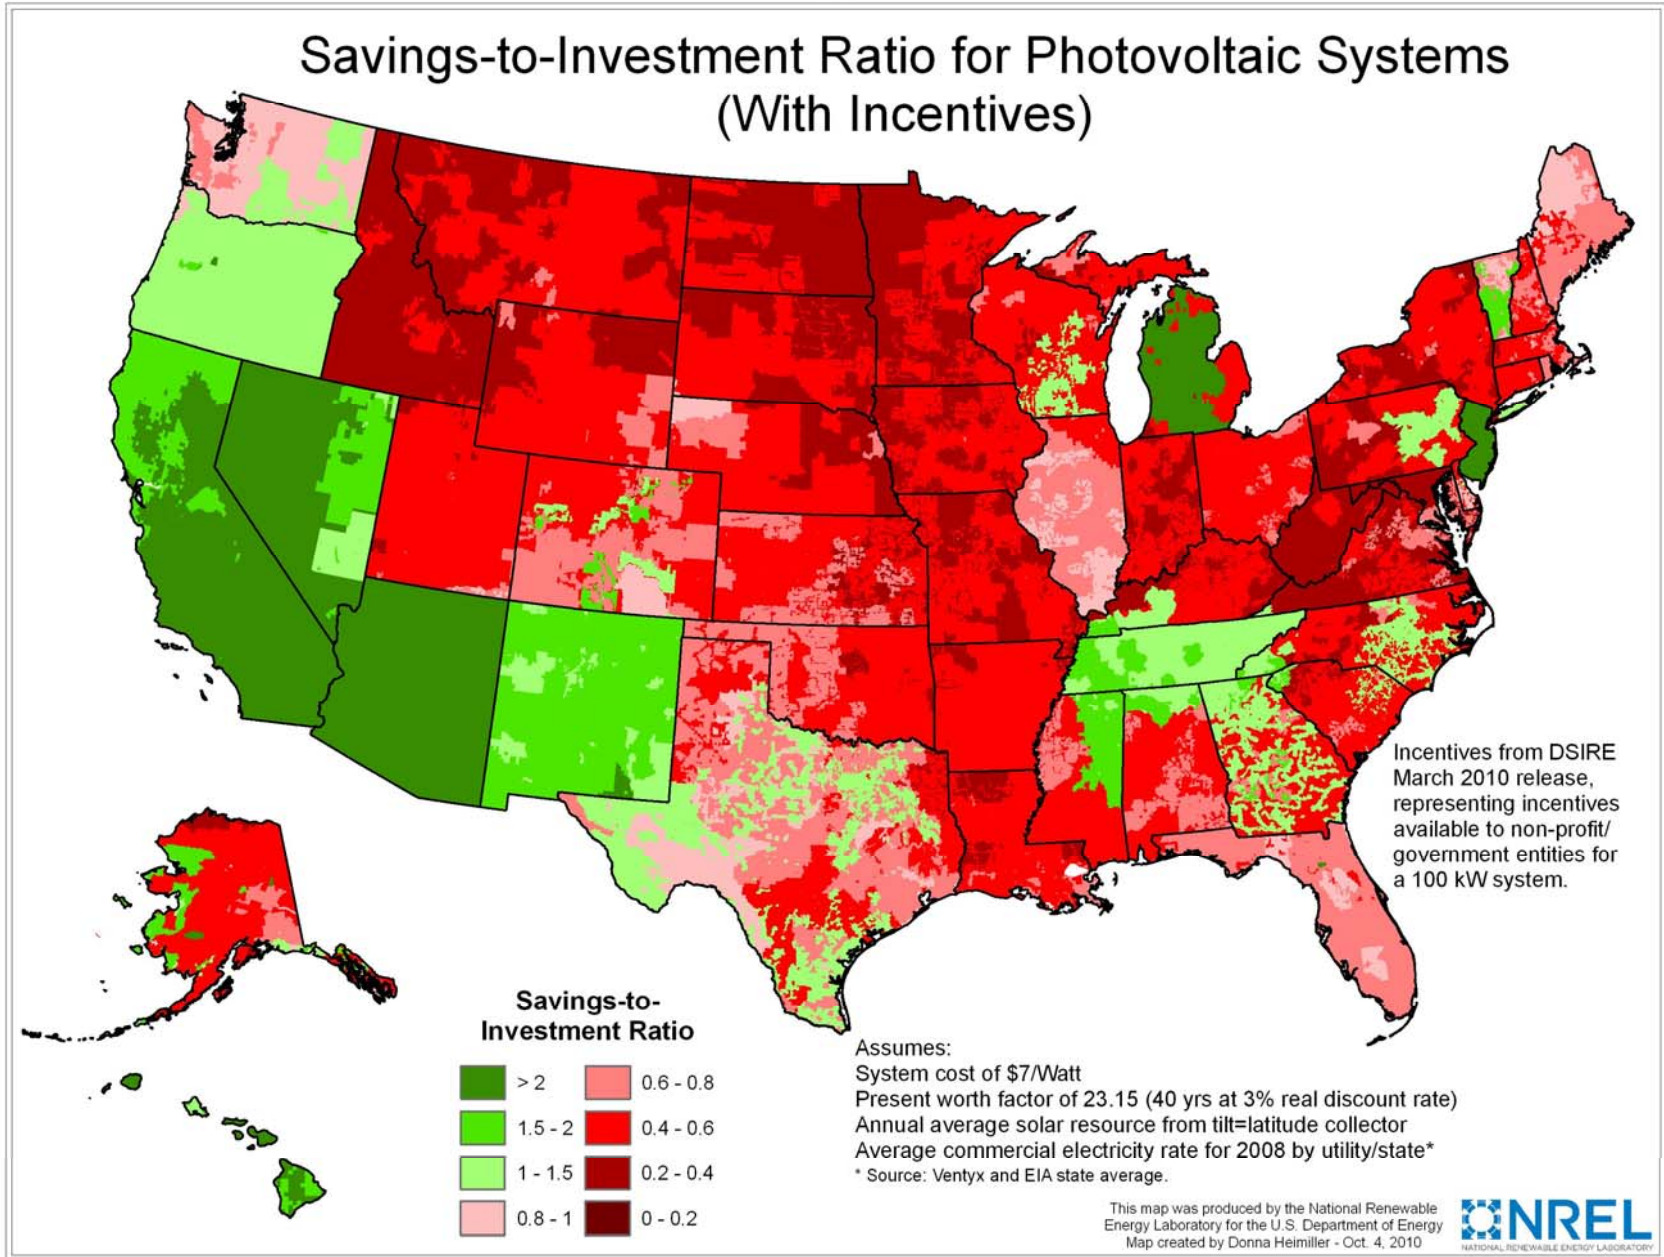 Savings-to-Investment Ratio for Photovoltaic Systems
(With Incentives)
Incentives from DSIRE
March 2010 release,
representing incentives
available to non-profit/
government entities for
a 100 kW system.
Savings-to-
Investment Ratio
> 2
0.6 - 0.8
1.5 - 2
0.4 - 0.6
1 - 1.5
0.2 - 0.4
0.8 - 1
0 - 0.2
Assumes:
System cost of $7/Watt
Present worth factor of 23.15 (40 yrs at 3% real discount rate)
Annual average solar resource from tilt=latitude collector
Average commercial electricity rate for 2008 by utility/state*
* Source: Ventyx and EIA state average.
This map was produced by the National Renewable
Energy Laboratory for the U.S. Department of Energy
Map created by Donna Heimiller - Oct. 4, 2010
NREL
NATIONAL RENEWABLE ENERGY LABORATORY